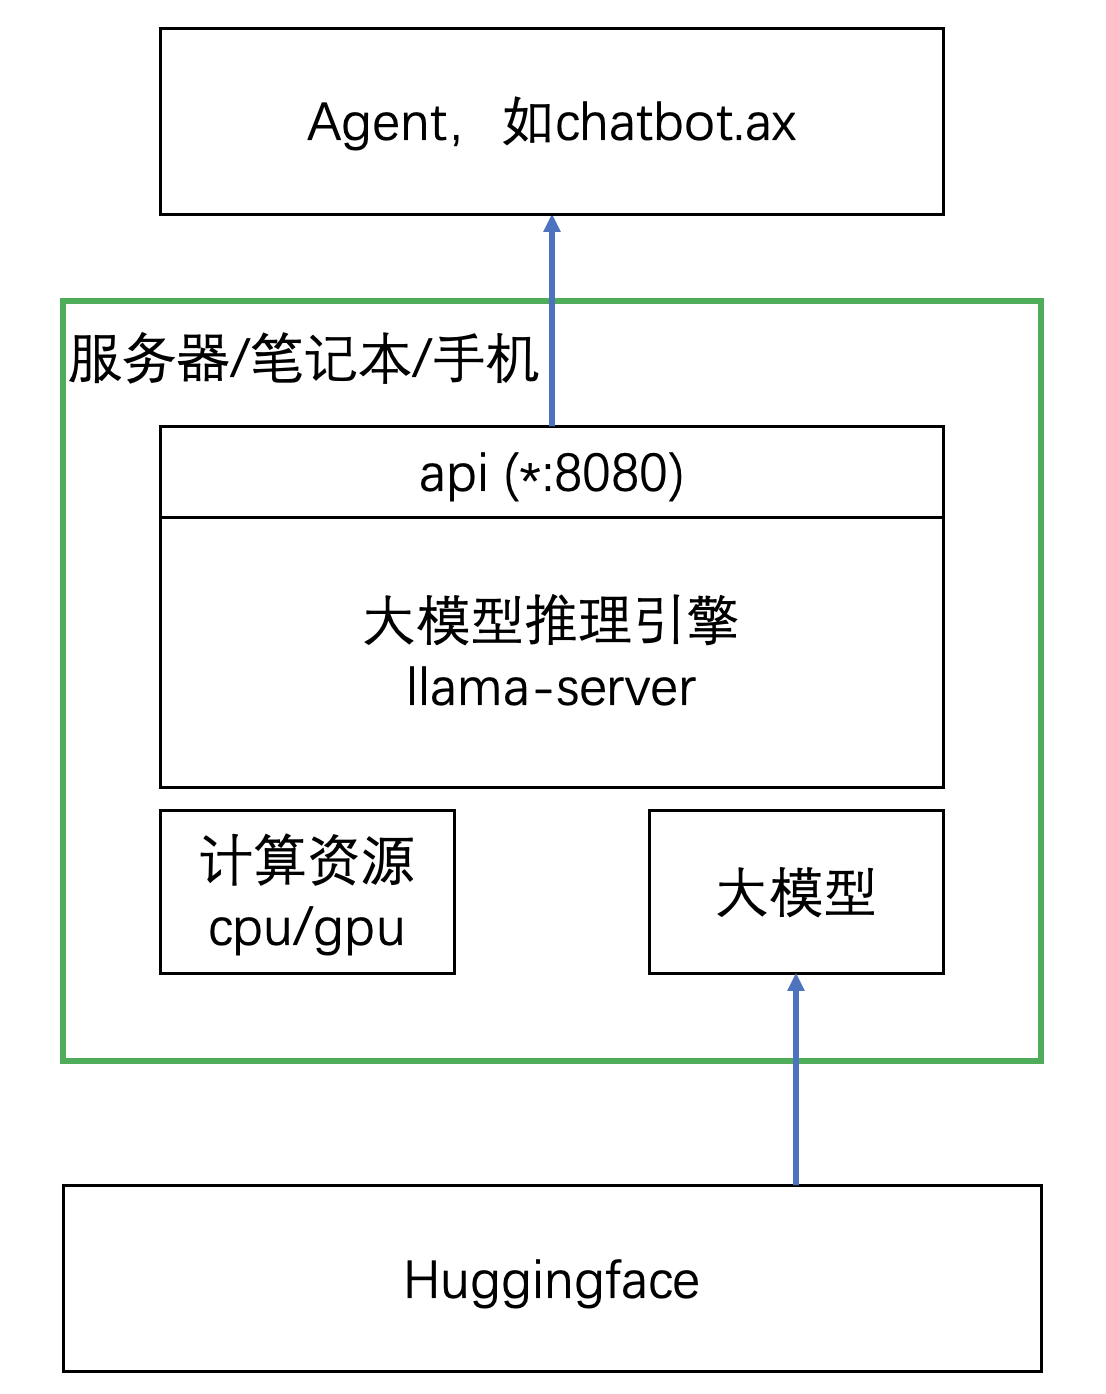 Agent，如chatbot.ax
服务器/笔记本/手机
api (*:8080)
大模型推理引擎
llama-server
计算资源
cpu/gpu
大模型
Huggingface